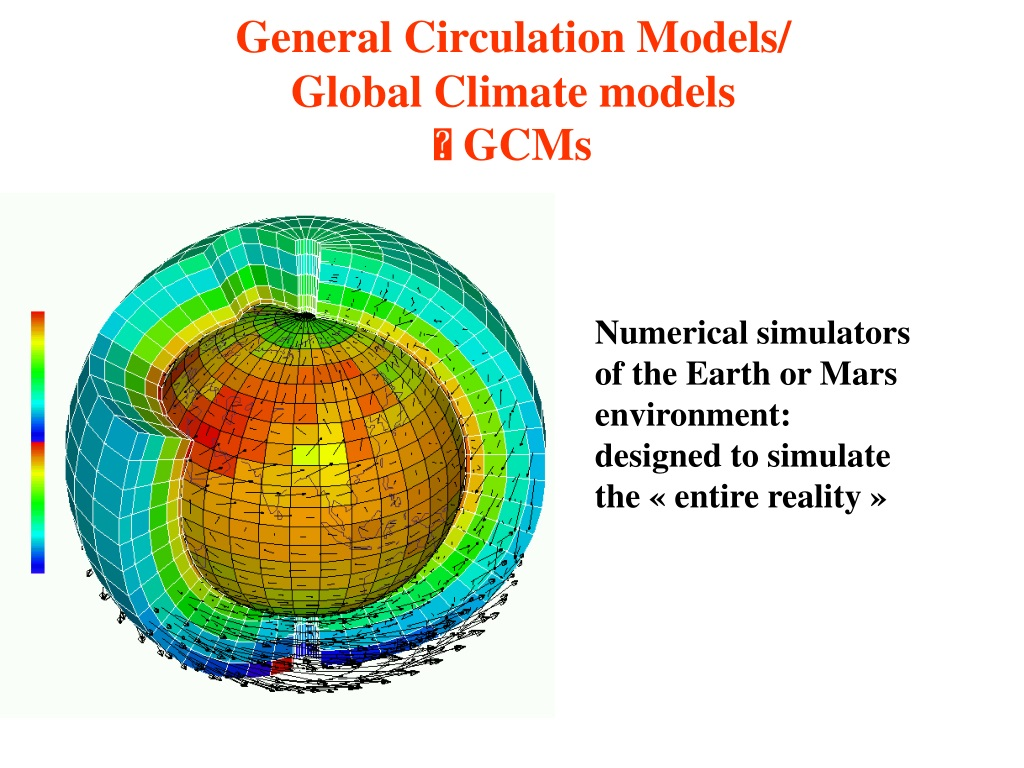 General Circulation Models/
Global Climate models
GCMs
Numerical simulators
of the Earth or Mars
environment:
designed to simulate
the « entire reality »